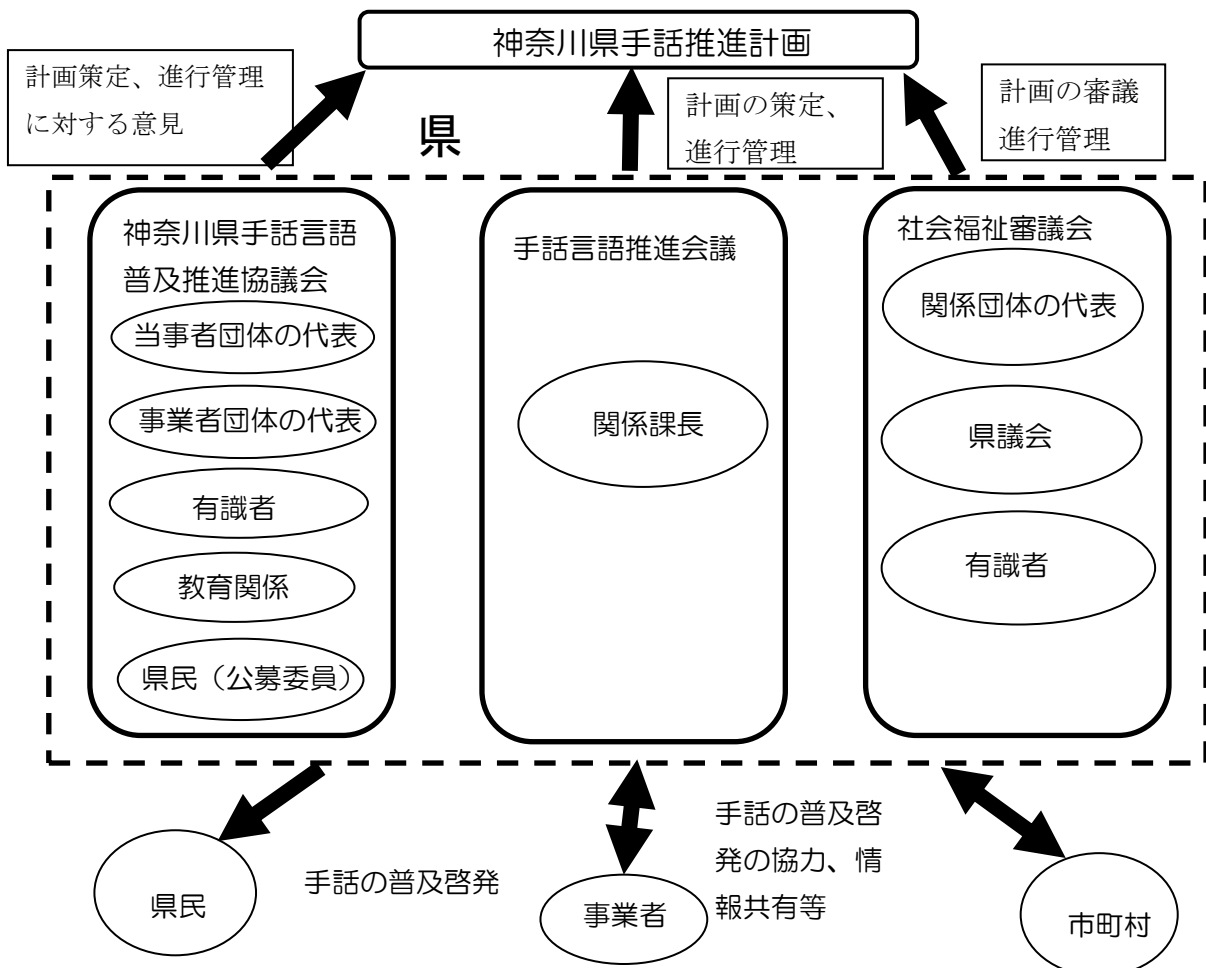 神奈川県手話推進計画
計画策定、進行管理
に対する意見
県
計画の策定、
進行管理
計画の審議
進行管理
神奈川県手話言語
普及推進協議会
当事者団体の代表
事業者団体の代表
有識者
教育関係
県民（公募委員）
手話言語推進会議
関係課長
社会福祉審議会
関係団体の代表
県議会
有識者
県民
手話の普及啓発
事業者
手話の普及啓
発の協力、情
報共有等
市町村